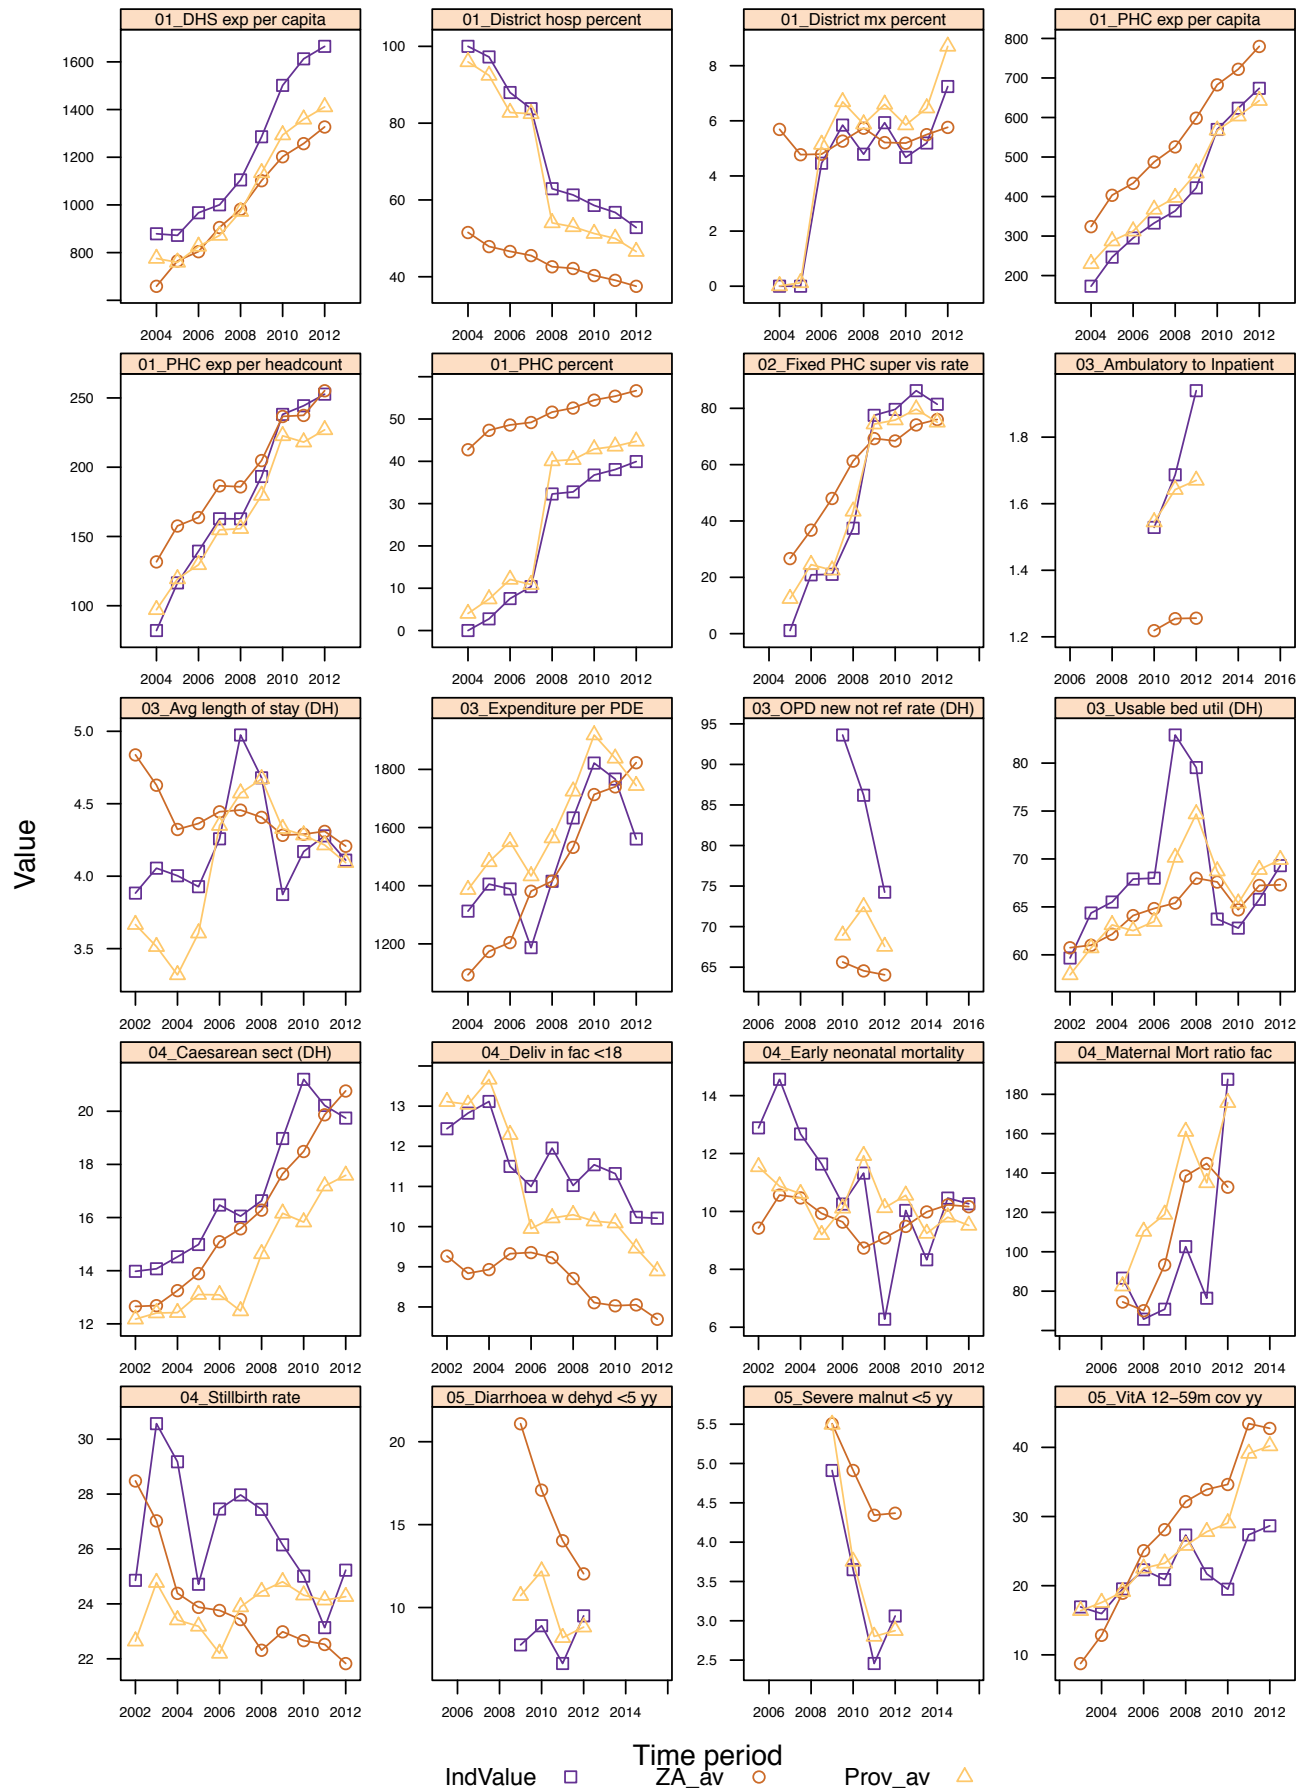 01_DHS exp per capita
01_District hosp percent
01_District mx percent
01_PHC exp per capita
1600
1400
1200
1000
800
2004 2006 2008 2010 2012
100
80
60
40
2004 2006 2008 2010 2012
8
6
4
2
0
2004 2006 2008 2010 2012
800
700
600
500
400
300
200
2004 2006 2008 2010 2012
01_PHC exp per headcount
01_PHC percent
02_Fixed PHC super vis rate
03_Ambulatory to Inpatient
250
200
150
100
2004 2006 2008 2010 2012
50
40
30
20
10
0
2004 2006 2008 2010 2012
80
60
40
20
0
2004 2006 2008 2010 2012
1.8
1.6
1.4
1.2
2006 2008 2010 2012 2014 2016
03_Avg length of stay (DH)
03_Expenditure per PDE
03_OPD new not ref rate (DH)
03_Usable bed util (DH)
5.0
4.5
4.0
3.5
2002 2004 2006 2008 2010 2012
1800
1600
1400
1200
2004 2006 2008 2010 2012
95
90
85
80
75
70
65
2006 2008 2010 2012 2014 2016
80
75
70
65
60
2002 2004 2006 2008 2010 2012
04_Caesarean sect (DH)
04_Deliv in fac <18
04_Early neonatal mortality
04_Maternal Mort ratio fac
20
18
16
14
12
2002 2004 2006 2008 2010 2012
13
12
11
10
9
8
2002 2004 2006 2008 2010 2012
14
12
10
8
6
2002 2004 2006 2008 2010 2012
180
160
140
120
100
80
2006 2008 2010 2012 2014
04_Stillbirth rate
05_Diarrhoea w dehyd <5 yy
05_Severe malnut <5 yy
05_VitA 12−59m cov yy
30
28
26
24
22
2002 2004 2006 2008 2010 2012
20
15
10
2006 2008 2010 2012 2014
5.5
5.0
4.5
4.0
3.5
3.0
2.5
2006 2008 2010 2012 2014
40
30
20
10
2004 2006 2008 2010 2012
Value
Time period
IndValue ZA_av Prov_av